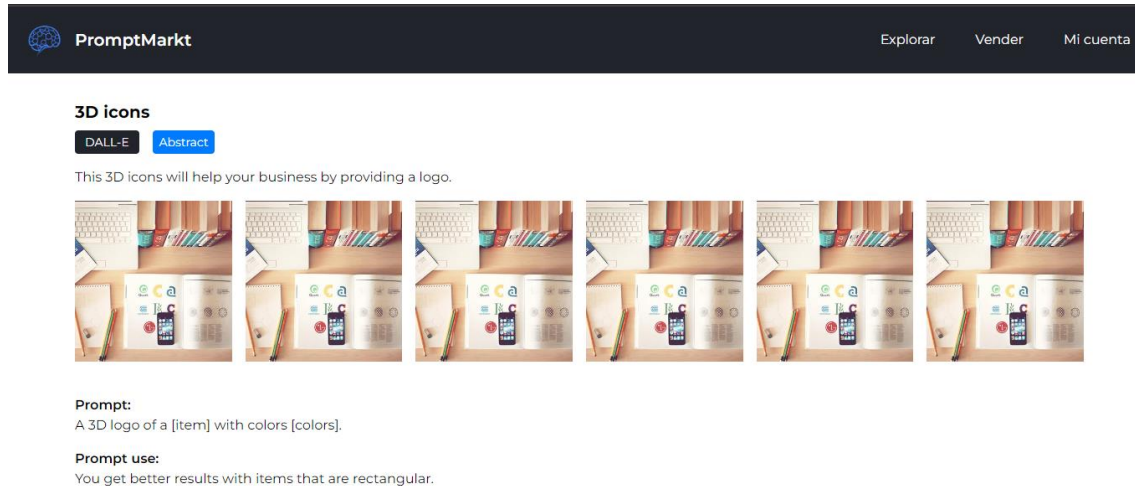 PromptMarkt
Explorar
Vender
Mi cuenta
3D icons
DALL-E
Abstract
This 3D icons will help your business by providing a logo.
Prompt:
A 3D logo of a [item] with colors [colors].
Prompt use:
You get better results with items that are rectangular.